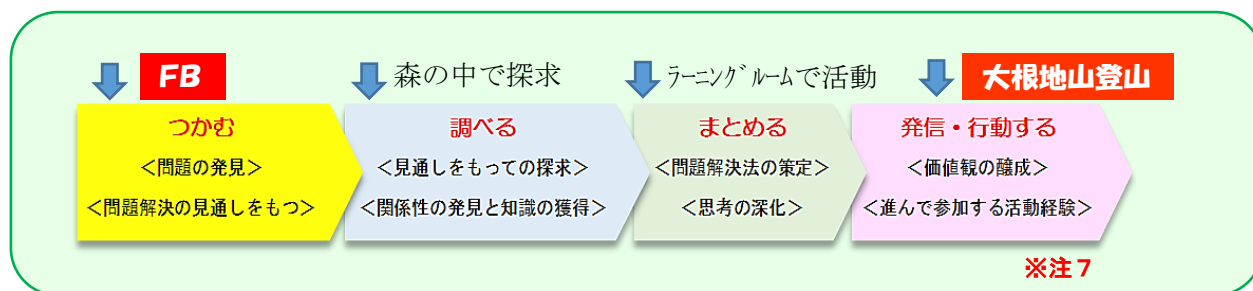 FB
森の中で探求
ラーニングルームで活動
大根地山登山
つかむ
<問題の発見>
<問題解決の見通しをもつ>
調べる
<見通しをもっての探求>
<関係性の発見と知識の獲得>
まとめる
<問題解決法の策定>
<思考の深化>
発信・行動する
<価値観の醸成>
<進んで参加する活動経験>
※注7